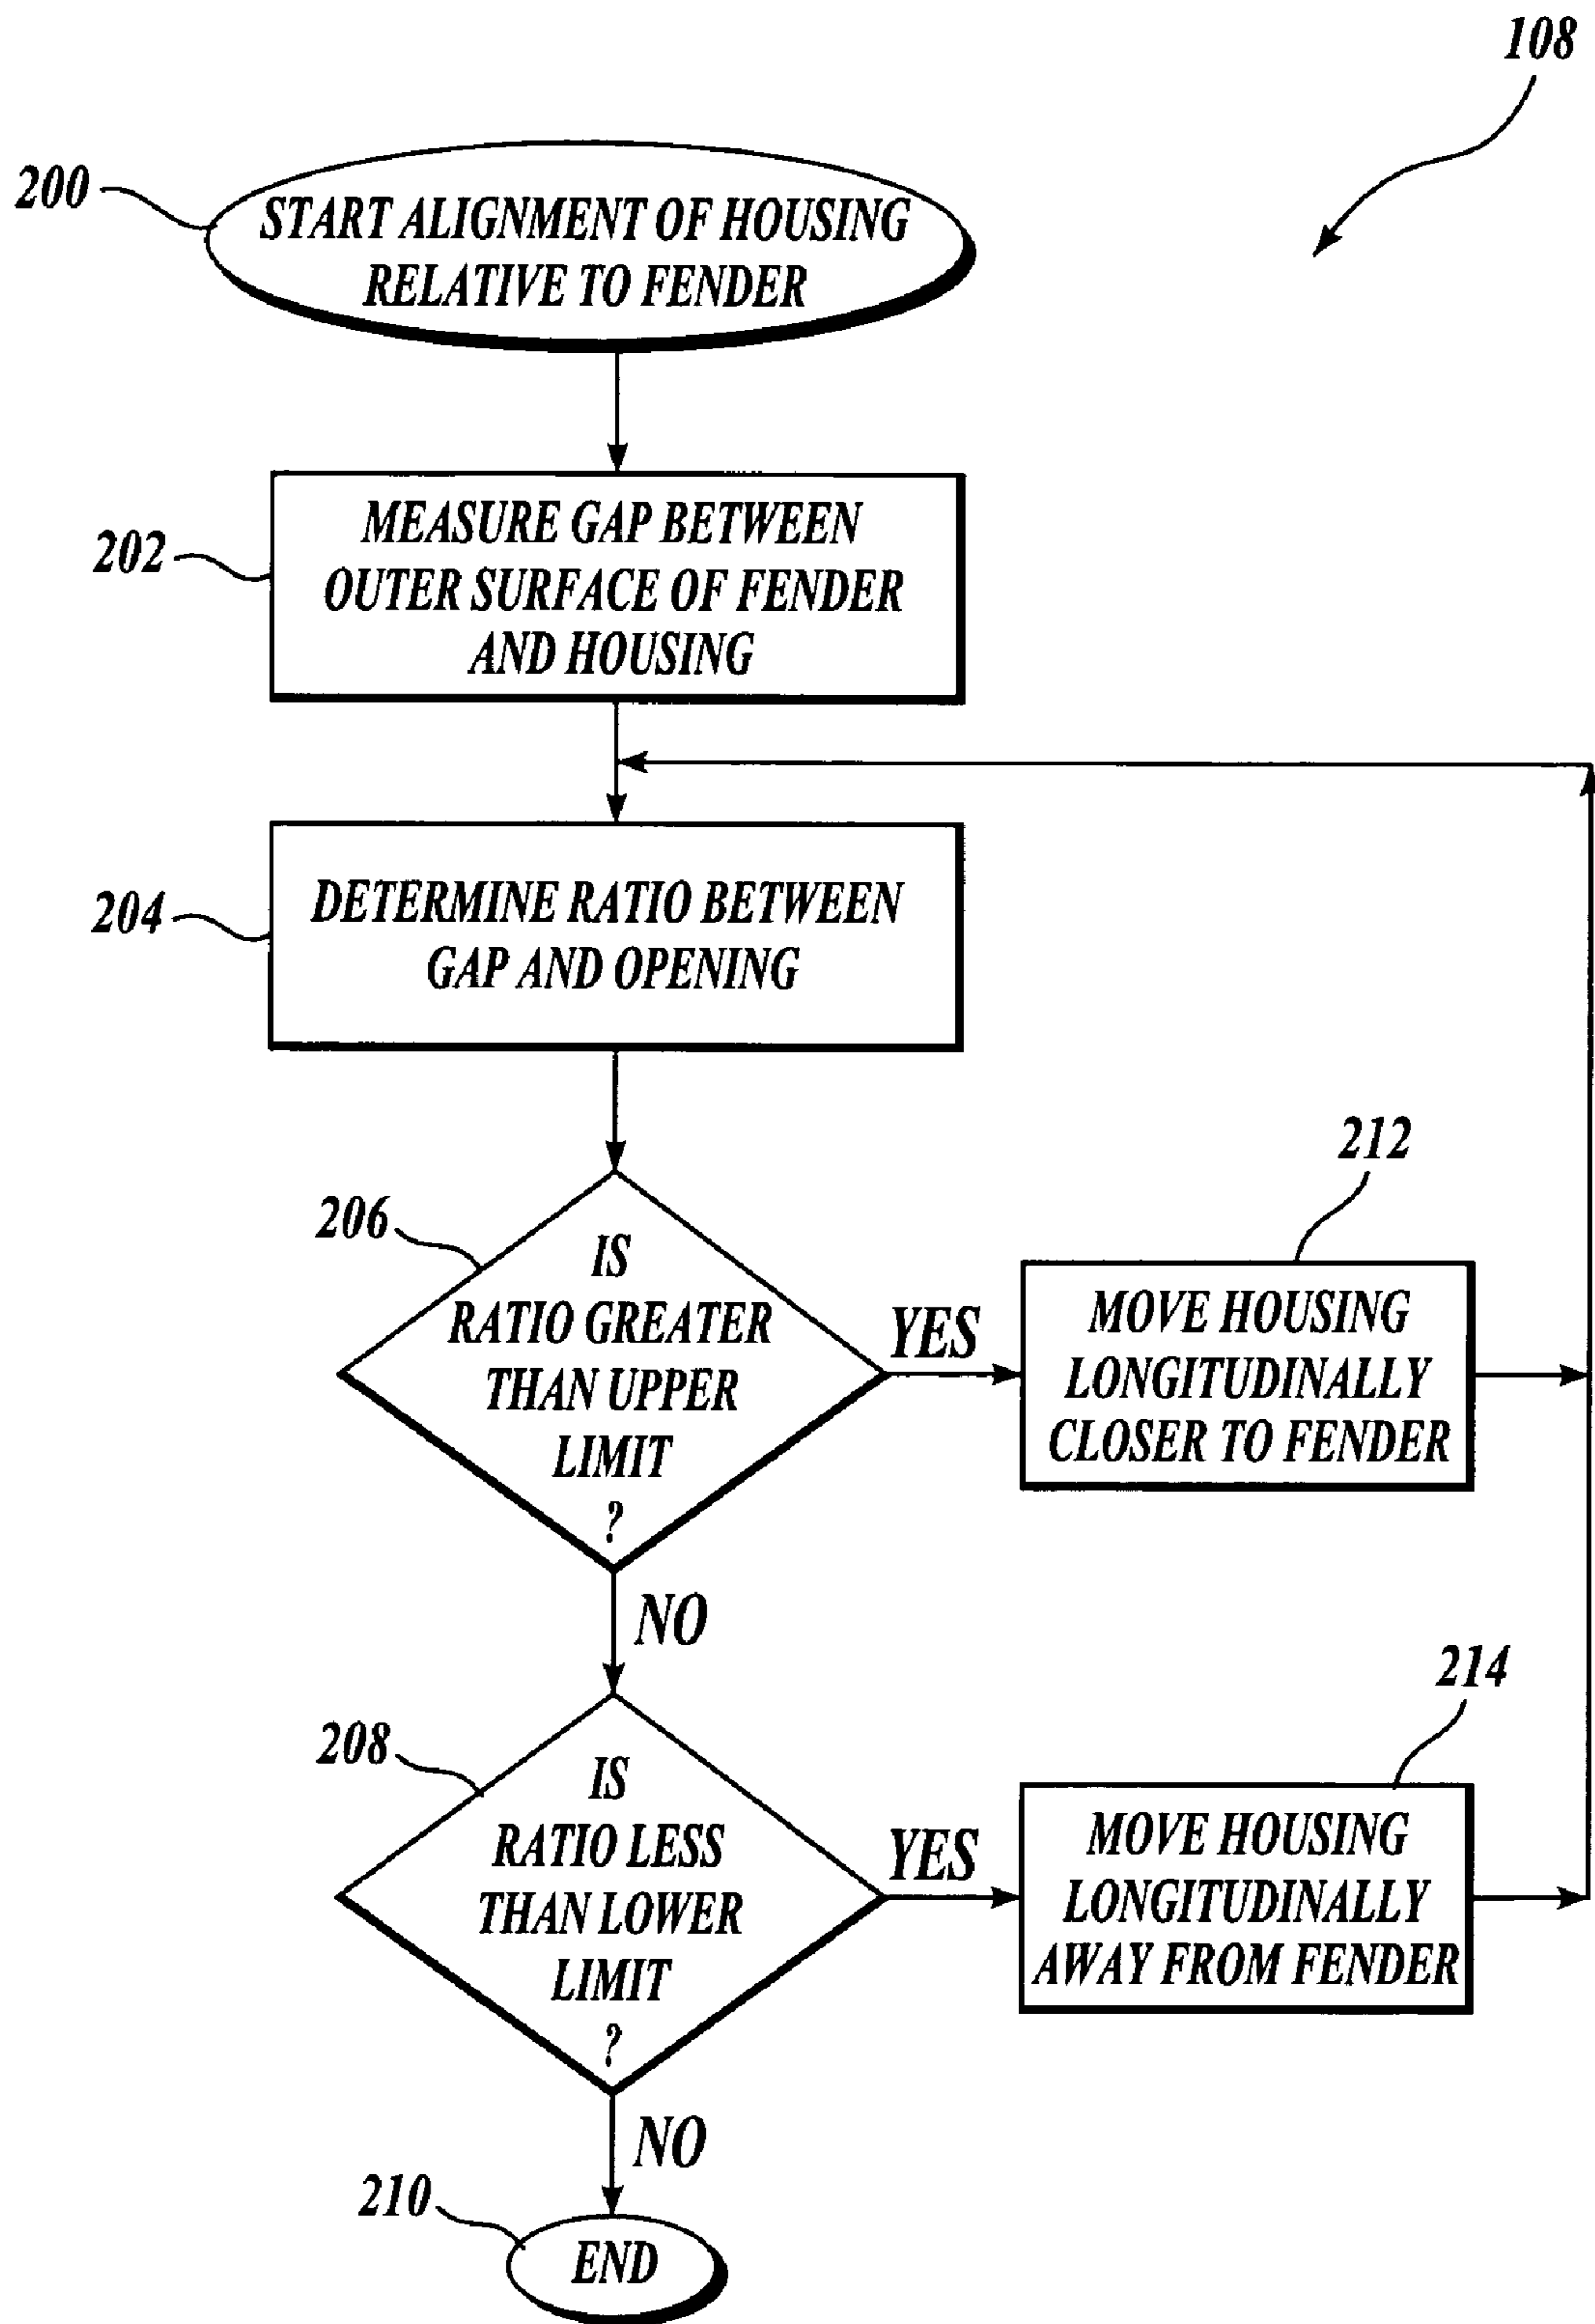 108
200
START ALIGNMENT OF HOUSING
RELATIVE TO FENDER
202
MEASURE GAP BETWEEN
OUTER SURFACE OF FENDER
AND HOUSING
204
DETERMINE RATIO BETWEEN
GAP AND OPENING
206
IS
RATIO GREATER
THAN UPPER
LIMIT
?
YES
212
MOVE HOUSING
LONGITUDINALLY
CLOSER TO FENDER
NO
208
IS
RATIO LESS
THAN LOWER
LIMIT
?
YES
214
MOVE HOUSING
LONGITUDINALLY
AWAY FROM FENDER
NO
210
END